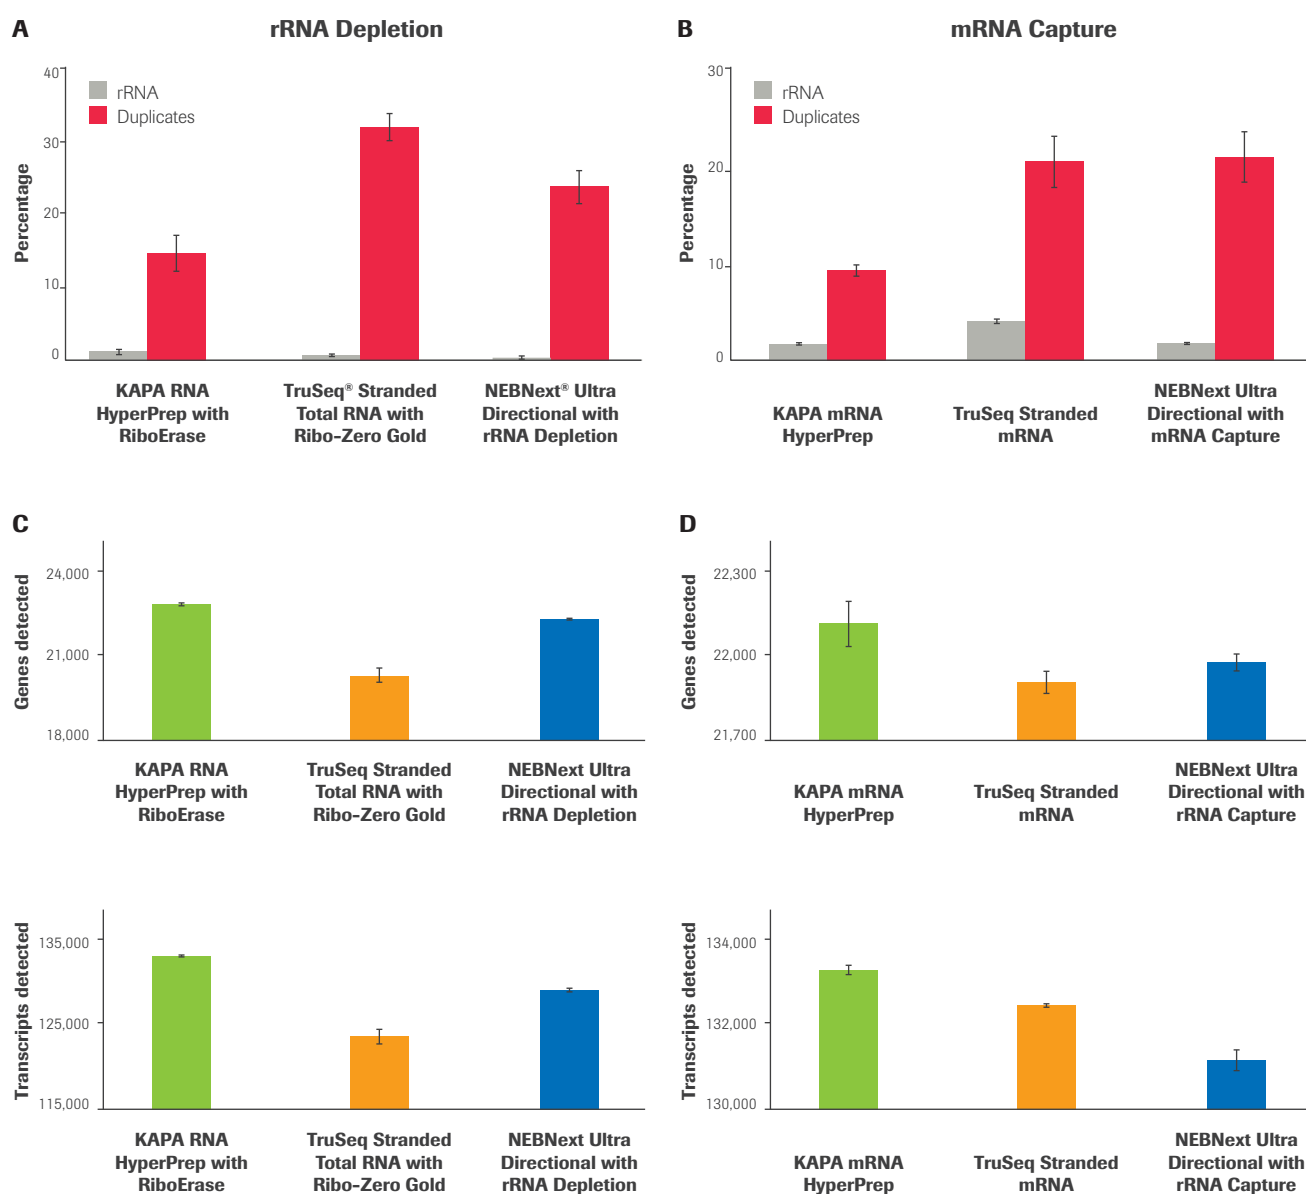 A
rRNA Depletion
40
30
20
10
0
Percentage
rRNA
Duplicates
KAPA RNA
HyperPrep with
RiboErase
TruSeq® Stranded
Total RNA with
Ribo-Zero Gold
NEBNext® Ultra
Directional with
rRNA Depletion
B
mRNA Capture
30
20
10
0
Percentage
rRNA
Duplicates
KAPA mRNA
HyperPrep
TruSeq Stranded
mRNA
NEBNext Ultra
Directional with
mRNA Capture
C
24,000
21,000
18,000
Genes detected
KAPA RNA
HyperPrep with
RiboErase
TruSeq Stranded
Total RNA with
Ribo-Zero Gold
NEBNext Ultra
Directional with
rRNA Depletion
D
22,300
22,000
21,700
Genes detected
KAPA mRNA
HyperPrep
TruSeq Stranded
mRNA
NEBNext Ultra
Directional with
rRNA Capture
135,000
125,000
115,000
Transcripts detected
KAPA RNA
HyperPrep with
RiboErase
TruSeq Stranded
Total RNA with
Ribo-Zero Gold
NEBNext Ultra
Directional with
rRNA Depletion
134,000
132,000
130,000
Transcripts detected
KAPA mRNA
HyperPrep
TruSeq Stranded
mRNA
NEBNext Ultra
Directional with
rRNA Capture